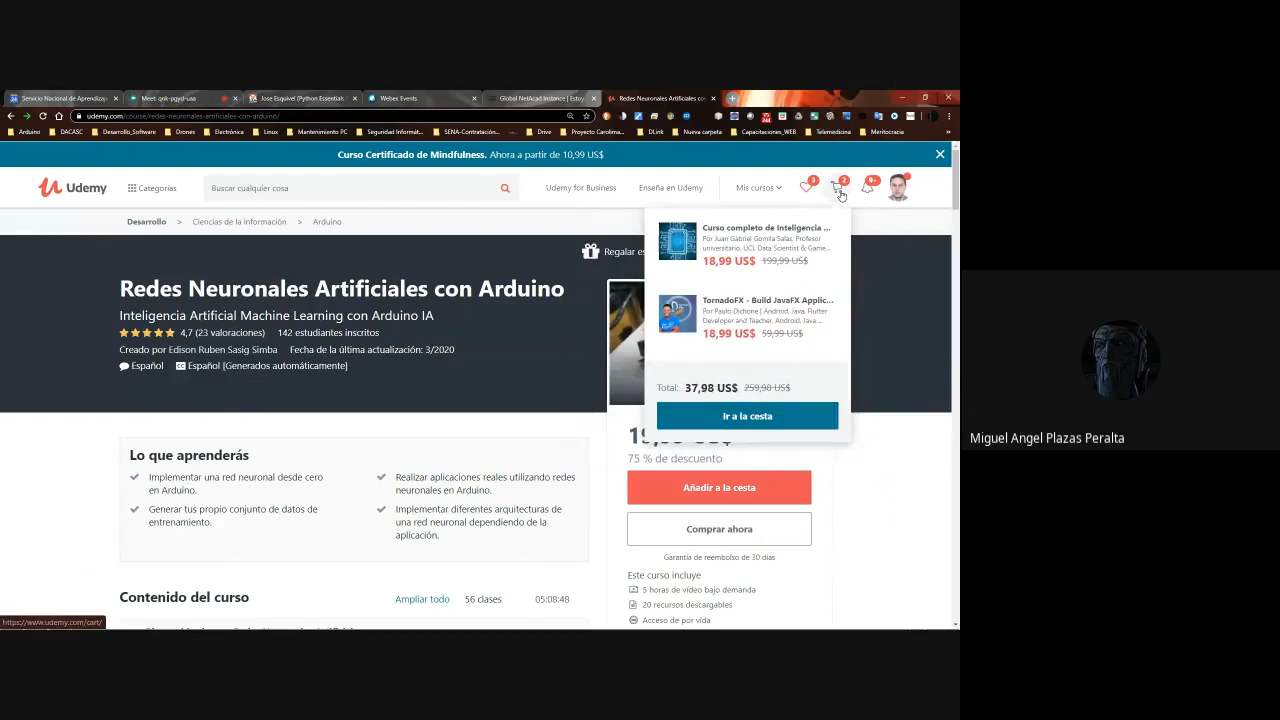 Servicio Nacional de Aprendizaj
Meet: qnk-pgyd-uaa
Jose Esquivel (Python Essentials
Webex Events
Global NetAcad Instance | Estoy
Redes Neuronales Artificiales co
udemy.com/course/redes-neuronales-artificiales-con-arduino/
Arduino
DACASC
Desarrollo_Software
Drones
Electrónica
Linux
Mantenimiento PC
Seguridad Informát...
SENA-Contratación...
Drive
Proyecto Carolima...
DLink
Nueva carpeta
Capacitaciones_WEB
Telemedicina
Meritocracia
Curso Certificado de Mindfulness. Ahora a partir de 10,99 US$
Udemy
Categorías
Buscar cualquier cosa
Udemy for Business
Enseña en Udemy
Mis cursos
3
2
9+
Desarrollo > Ciencias de la información > Arduino
Regalar es
Redes Neuronales Artificiales con Arduino
Inteligencia Artificial Machine Learning con Arduino IA
4,7 (23 valoraciones) 142 estudiantes inscritos
Creado por Edison Ruben Sasig Simba Fecha de la última actualización: 3/2020
Español
CC Español [Generados automáticamente]
Curso completo de Inteligencia ...
Por Juan Gabriel Gomila Salas, Profesor
universitario, UCI, Data Scientist & Game...
18,99 US$ 199,99 US$
TornadoFX - Build JavaFX Applic...
Por Paulo Dichone | Android, Java, Flutter
Developer and Teacher, Android, Java...
18,99 US$ 59,99 US$
Total: 37,98 US$ 259,98 US$
Ir a la cesta
75 % de descuento
Añadir a la cesta
Comprar ahora
Garantía de reembolso de 30 días
Este curso incluye
5 horas de vídeo bajo demanda
20 recursos descargables
Acceso de por vida
Lo que aprenderás
Implementar una red neuronal desde cero
en Arduino.
Generar tus propio conjunto de datos de
entrenamiento.
Realizar aplicaciones reales utilizando redes
neuronales en Arduino.
Implementar diferentes arquitecturas de
una red neuronal dependiendo de la
aplicación.
Contenido del curso
Ampliar todo
56 clases
05:08:48
https://www.udemy.com/cart/
Miguel Angel Plazas Peralta